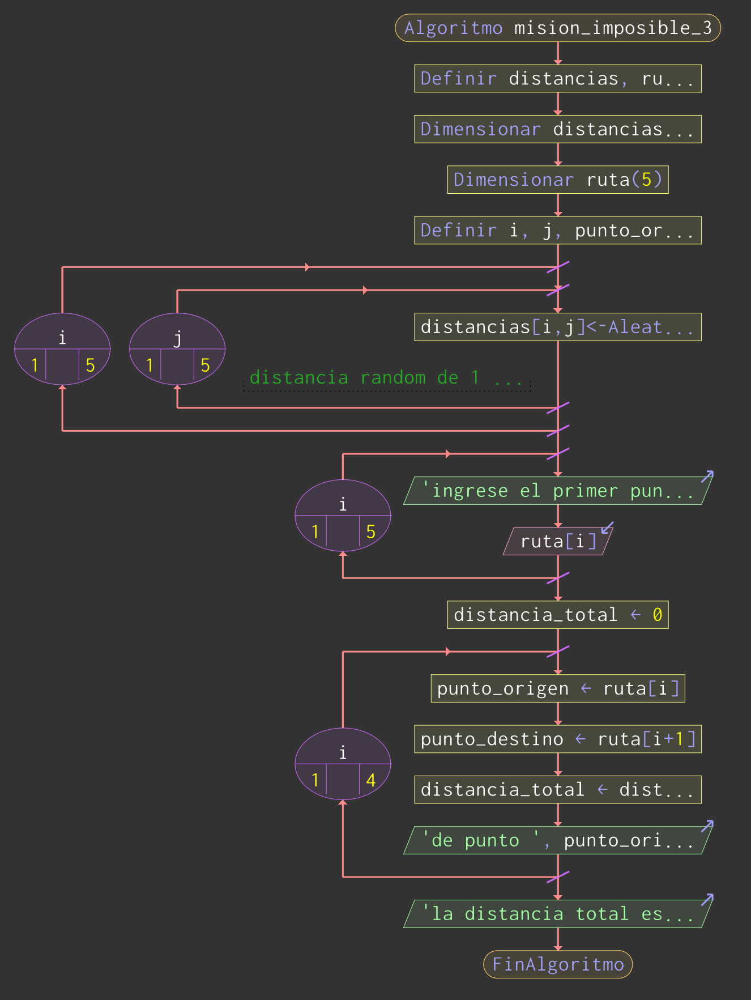 Algoritmo mision_imposible_3
Definir distancias, ru...
Dimensionar distancias...
Dimensionar ruta(5)
Definir i, j, punto_or...
i
1 5
j
1 5
distancias[i,j]<-Aleat...
distancia random de 1 ...
i
1 5
'ingrese el primer pun...
ruta[i]
distancia_total ← 0
i
1 4
punto_origen ← ruta[i]
punto_destino ← ruta[i+1]
distancia_total ← dist...
'de punto ', punto_ori...
'la distancia total es...
FinAlgoritmo